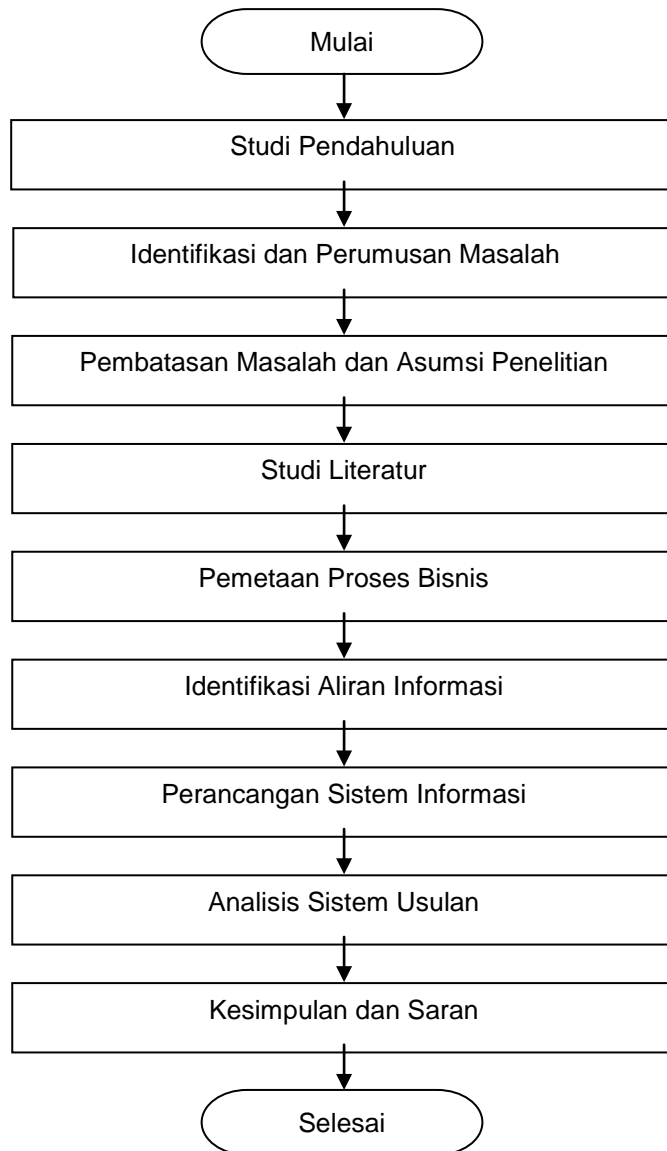 Mulai
Studi Pendahuluan
Identifikasi dan Perumusan Masalah
Pembatasan Masalah dan Asumsi Penelitian
Studi Literatur
Pemetaan Proses Bisnis
Identifikasi Aliran Informasi
Perancangan Sistem Informasi
Analisis Sistem Usulan
Kesimpulan dan Saran
Selesai